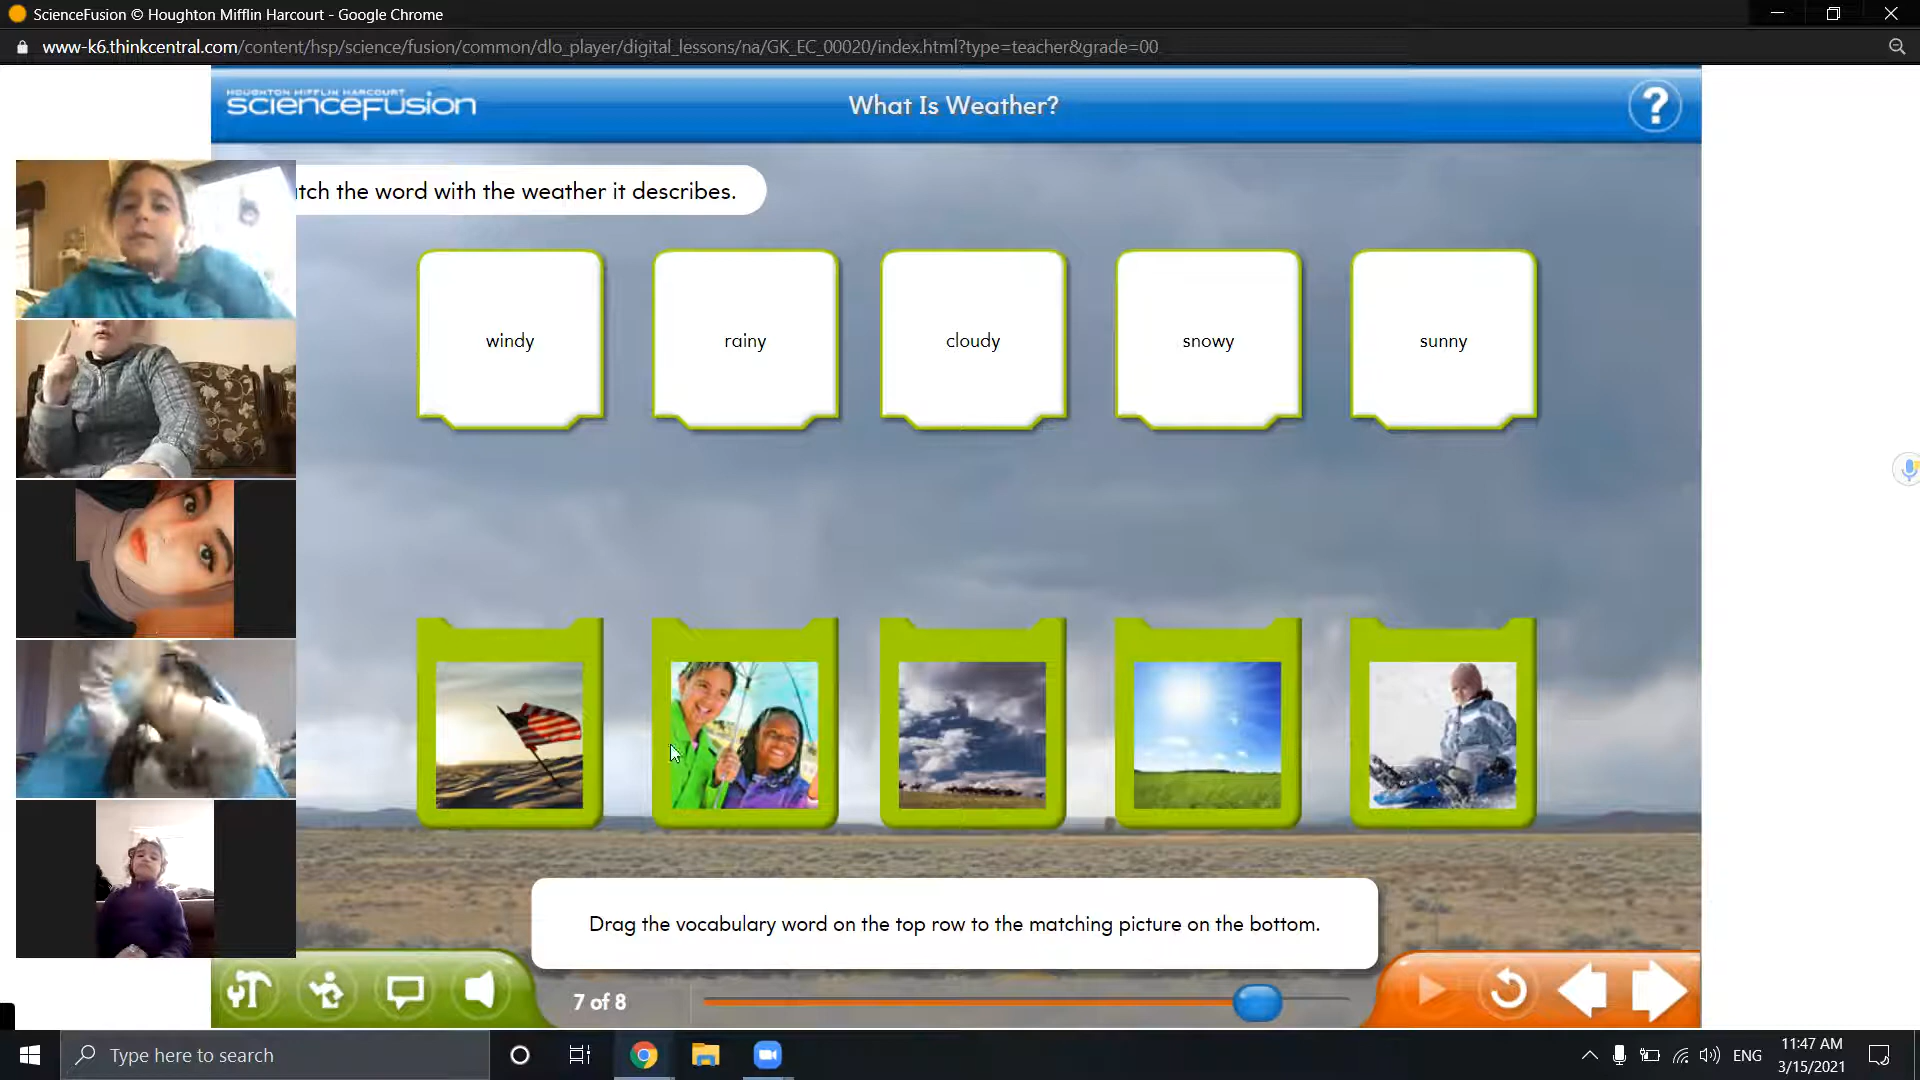 ScienceFusion © Houghton Mifflin Harcourt - Google Chrome
www-k6.thinkcentral.com/content/hsp/science/fusion/common/dlo_player/digital_lessons/na/GK_EC_00020/index.html?type=teacher&grade=00
HOUGHTON MIFFLIN HARCOURT
SCIENCEFUSION
What Is Weather?
?
tch the word with the weather it describes.
windy
rainy
cloudy
snowy
sunny
Drag the vocabulary word on the top row to the matching picture on the bottom.
7 of 8
Type here to search
ENG
11:47 AM
3/15/2021